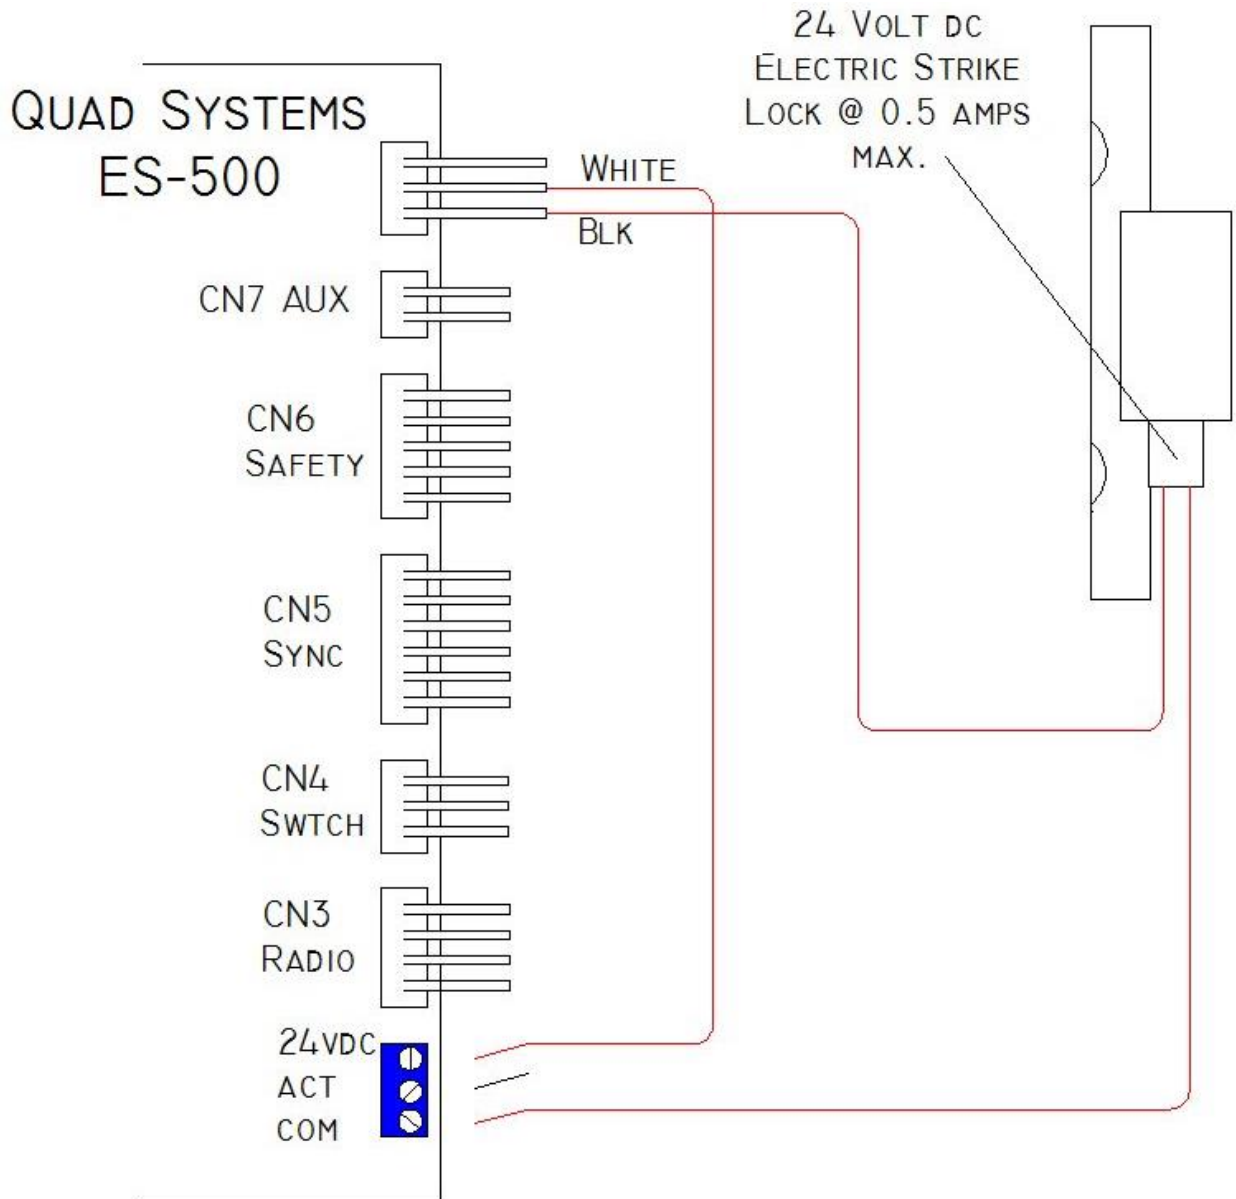 24 VOLT DC
ELECTRIC STRIKE
LOCK @ 0.5 AMPS
MAX.
QUAD SYSTEMS
ES-500
WHITE
BLK
CN7 AUX
CN6
SAFETY
CN5
SYNC
CN4
SWTCH
CN3
RADIO
24VDC
ACT
COM